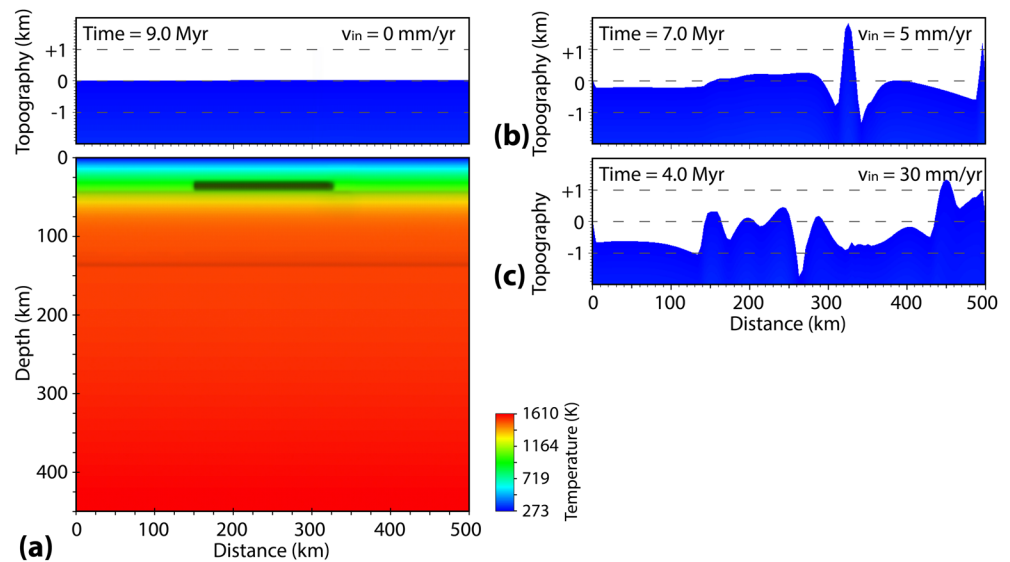 Topography (km)
+1
0
-1
Time = 9.0 Myr
vin = 0 mm/yr
0
100
200
300
400
Depth (km)
0
100
200
300
400
500
Distance (km)
(a)
Topography (km)
+1
0
-1
Time = 7.0 Myr
vin = 5 mm/yr
(b)
Topography
+1
0
-1
Time = 4.0 Myr
vin = 30 mm/yr
(c)
0
100
200
300
400
500
Distance (km)
1610
1164
719
273
Temperature (K)